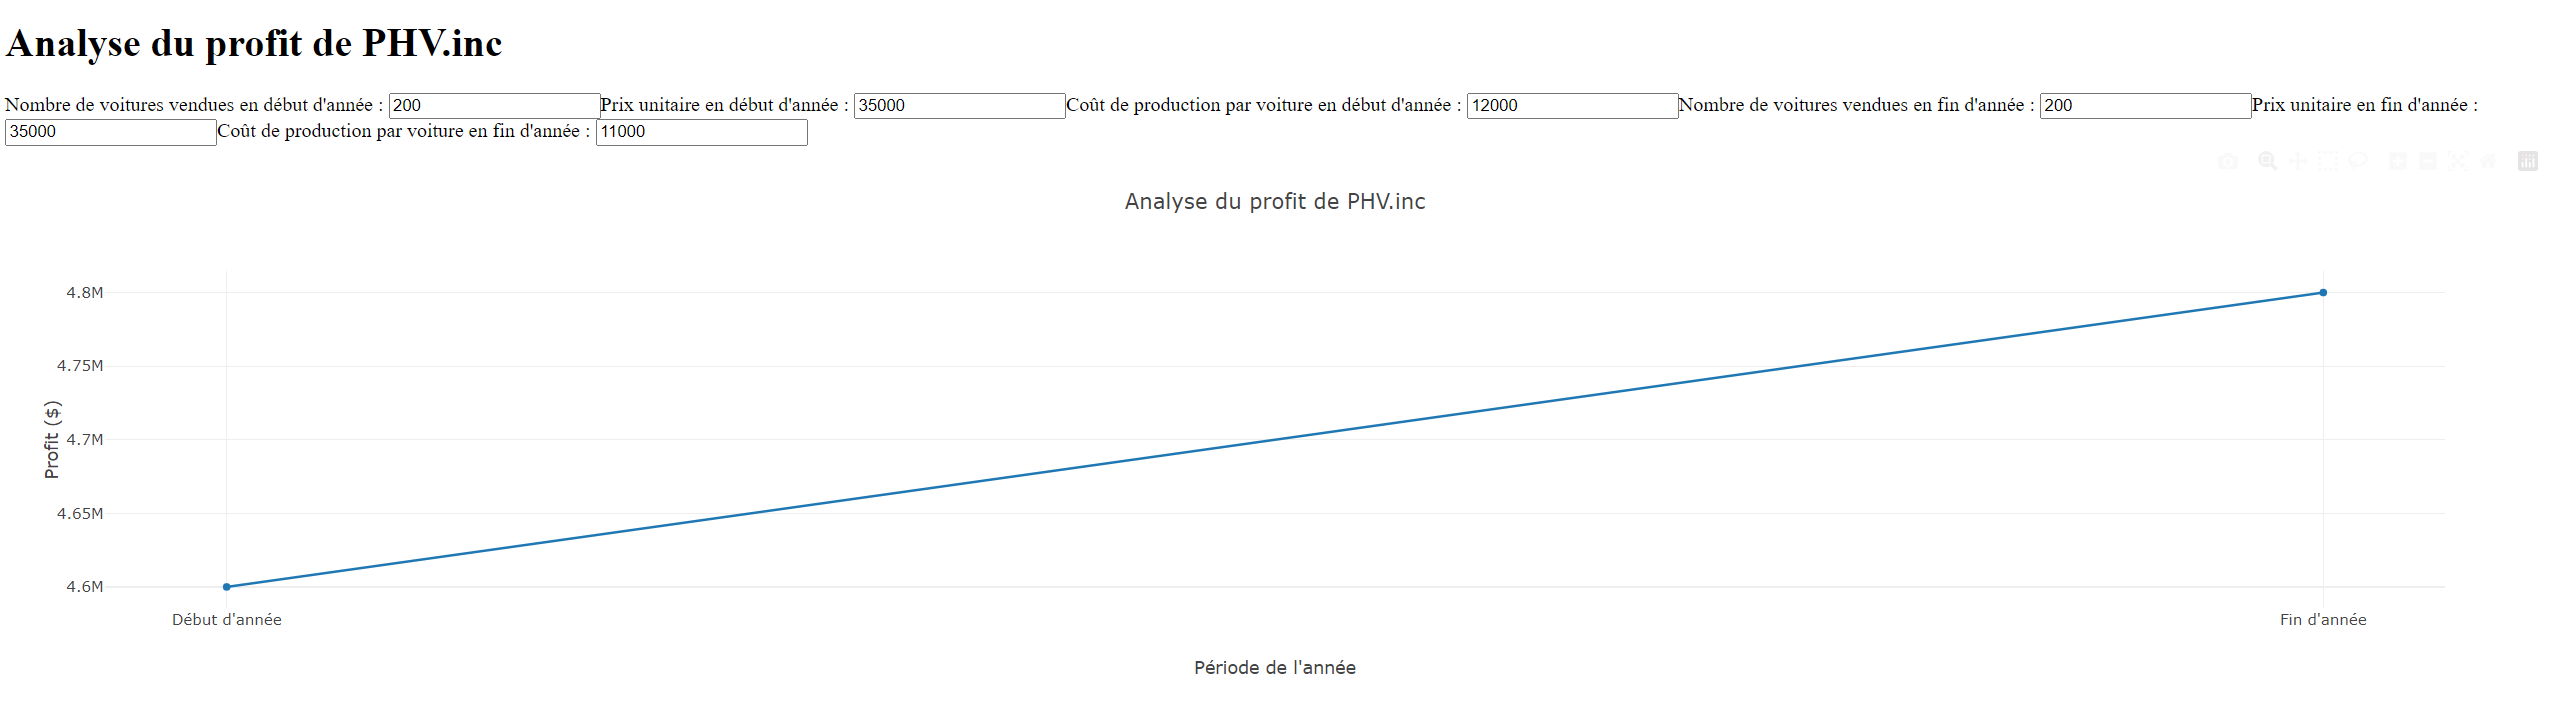 Analyse du profit de PHV.inc
Nombre de voitures vendues en début d'année : 200 Prix unitaire en début d'année : 35000 Coût de production par voiture en début d'année : 12000 Nombre de voitures vendues en fin d'année : 200 Prix unitaire en fin d'année :
35000 Coût de production par voiture en fin d'année : 11000
Analyse du profit de PHV.inc
4.8M
4.75M
4.7M
4.65M
4.6M
Profit ($)
Début d'année Fin d'année
Période de l'année